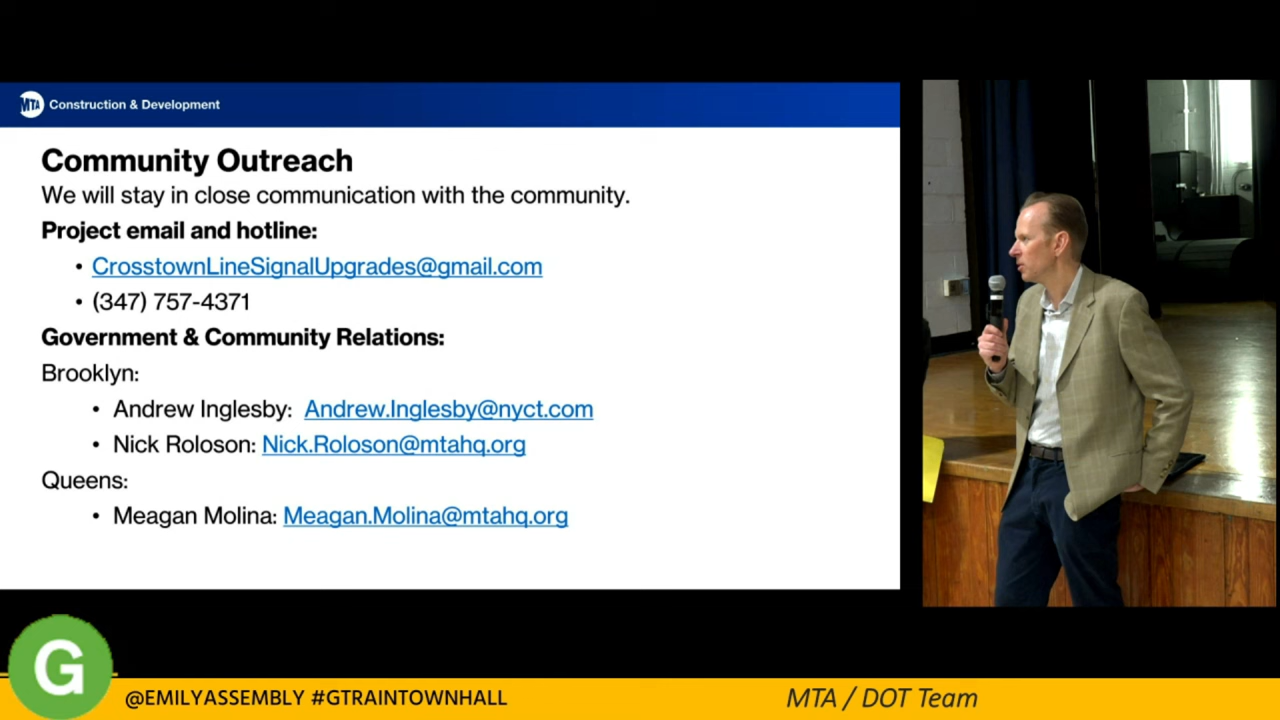 MTA Construction & Development
Community Outreach
We will stay in close communication with the community.
Project email and hotline:
• CrosstownLineSignalUpgrades@gmail.com
• (347) 757-4371
Government & Community Relations:
Brooklyn:
• Andrew Inglesby: Andrew.Inglesby@nyct.com
• Nick Roloson: Nick.Roloson@mtahq.org
Queens:
• Meagan Molina: Meagan.Molina@mtahq.org
G
@EMILYASSEMBLY #GTRAINTOWNHALL
MTA / DOT Team